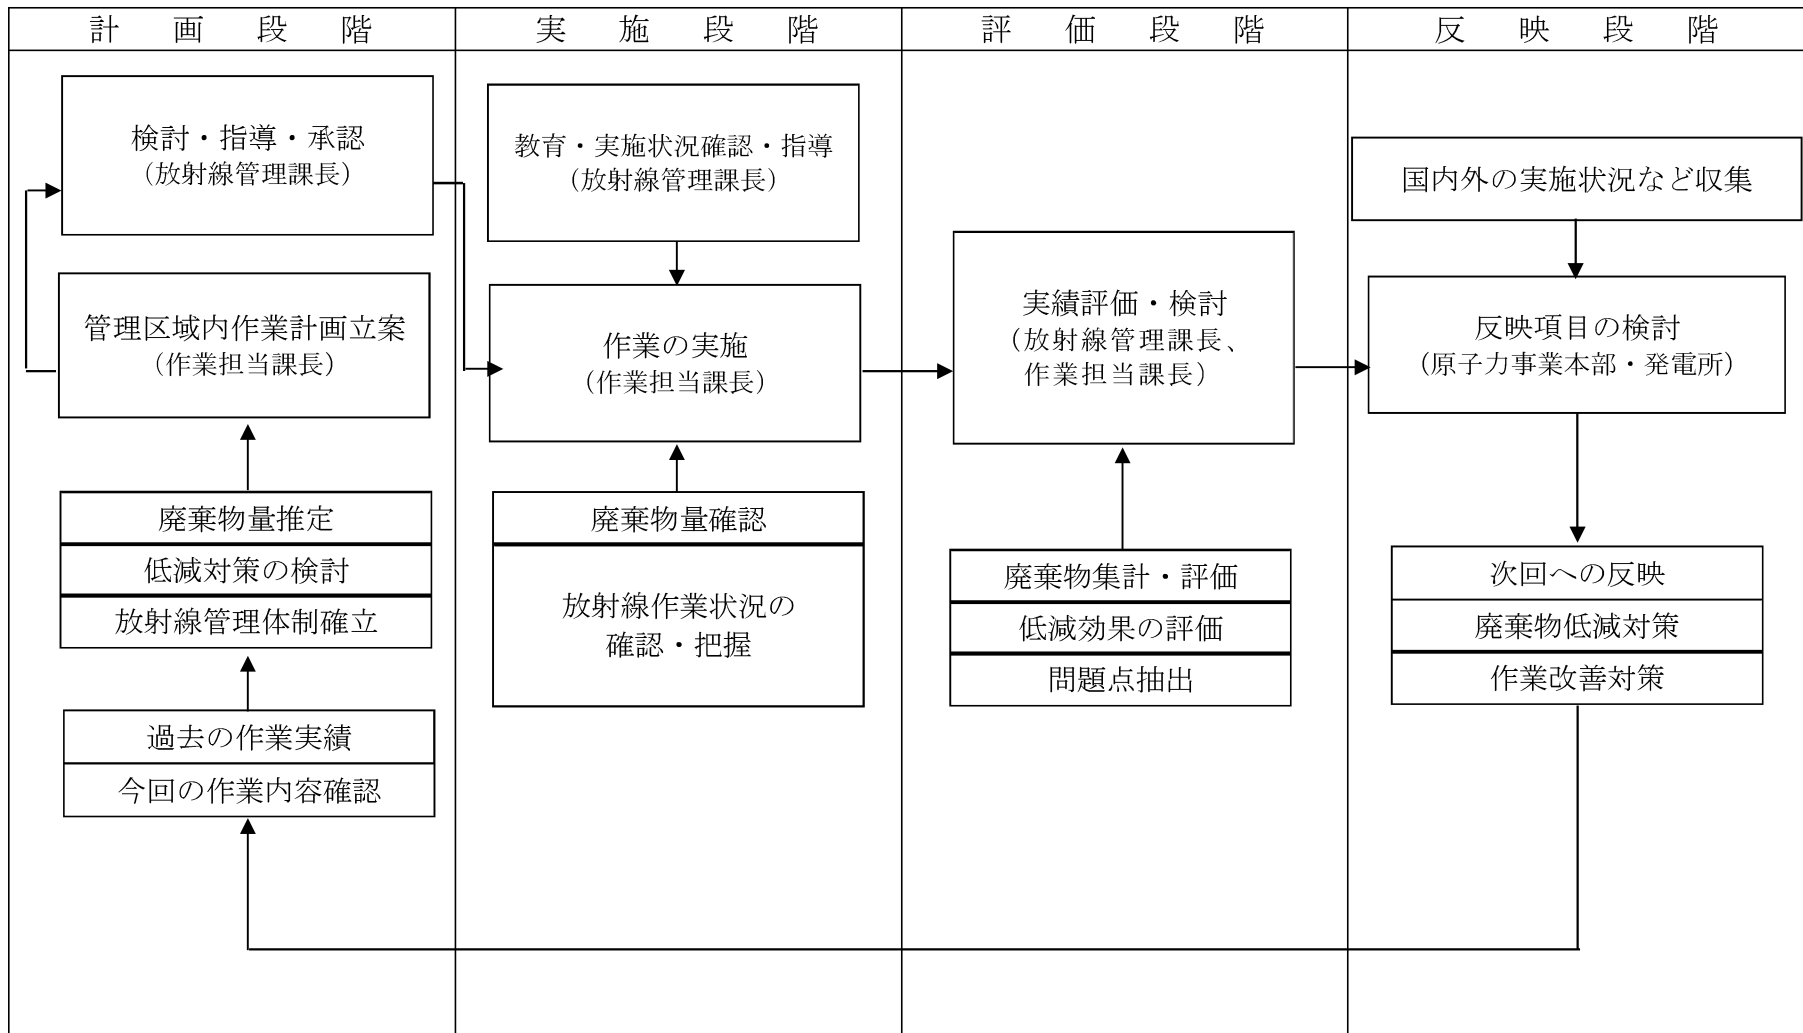 計画段階
検討・指導・承認
（放射線管理課長）
管理区域内作業計画立案
（作業担当課長）
廃棄物量推定
低減対策の検討
放射線管理体制確立
過去の作業実績
今回の作業内容確認
実施段階
教育・実施状況確認・指導
（放射線管理課長）
作業の実施
（作業担当課長）
廃棄物量確認
放射線作業状況の
確認・把握
評価段階
実績評価・検討
（放射線管理課長、
作業担当課長）
廃棄物集計・評価
低減効果の評価
問題点抽出
反映段階
国内外の実施状況など収集
反映項目の検討
（原子力事業本部・発電所）
次回への反映
廃棄物低減対策
作業改善対策